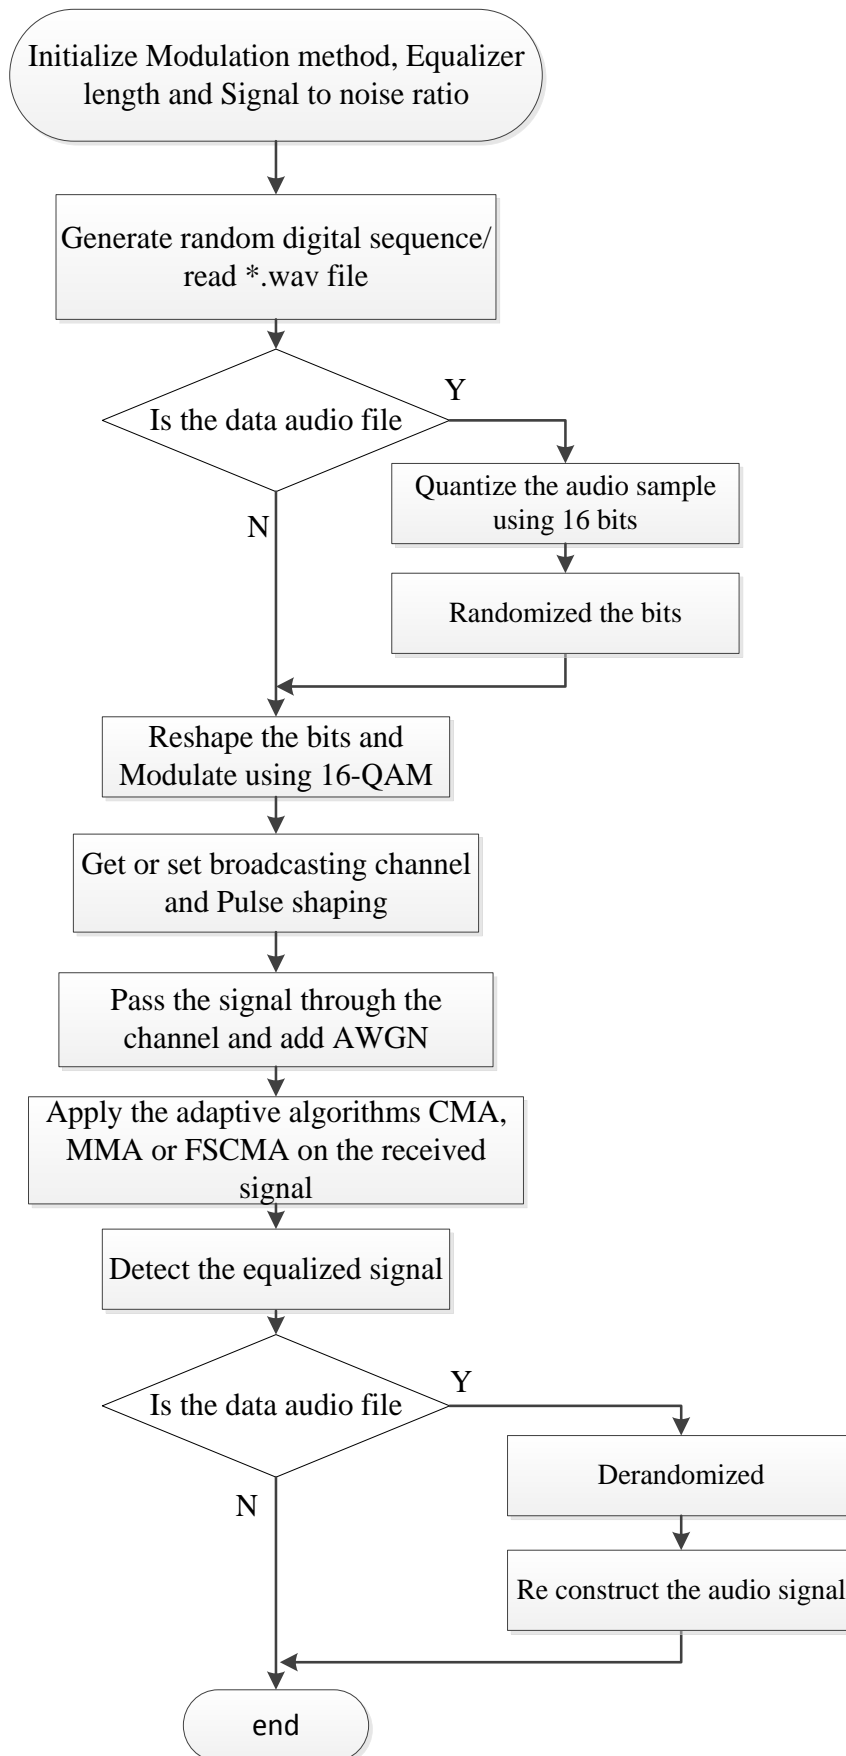 Initialize Modulation method, Equalizer
length and Signal to noise ratio
Generate random digital sequence/
read *.wav file
Is the data audio file
Y
N
Quantize the audio sample
using 16 bits
Randomized the bits
Reshape the bits and
Modulate using 16-QAM
Get or set broadcasting channel
and Pulse shaping
Pass the signal through the
channel and add AWGN
Apply the adaptive algorithms CMA,
MMA or FSCMA on the received
signal
Detect the equalized signal
Is the data audio file
Y
N
Derandomized
Re construct the audio signal
end